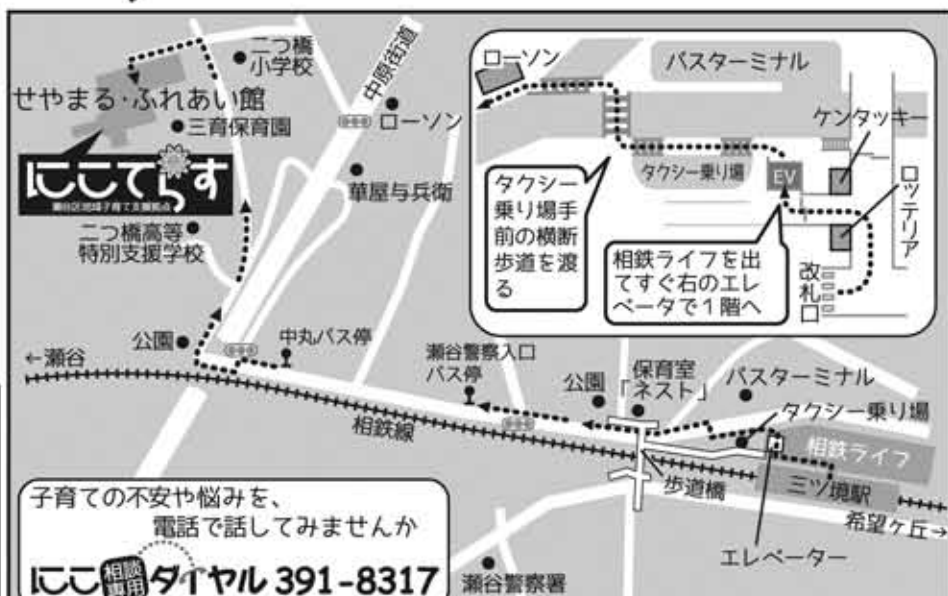 二つ橋
小学校
中原街道
せやまる・ふれあい館
三育保育園
ローソン
にこてらす
瀬谷区地域子育て支援拠点
華屋与兵衛
二つ橋高等
特別支援学校
公園
中丸バス停
←瀬谷
瀬谷警察入口
バス停
相鉄線
公園
保育室
「ネスト」
バスターミナル
タクシー乗り場
相鉄ライフ
三ツ境駅
歩道橋
希望ケ丘→
エレベーター
瀬谷警察署
ローソン
バスターミナル
ケンタッキー
タクシー乗り場
EV
ロッテリア
タクシー
乗り場手
前の横断
歩道を渡
る
相鉄ライフを出
てすぐ右のエレ
ベータで1階へ
改札口
子育ての不安や悩みを、
電話で話してみませんか
にこ相談専用ダイヤル 391-8317